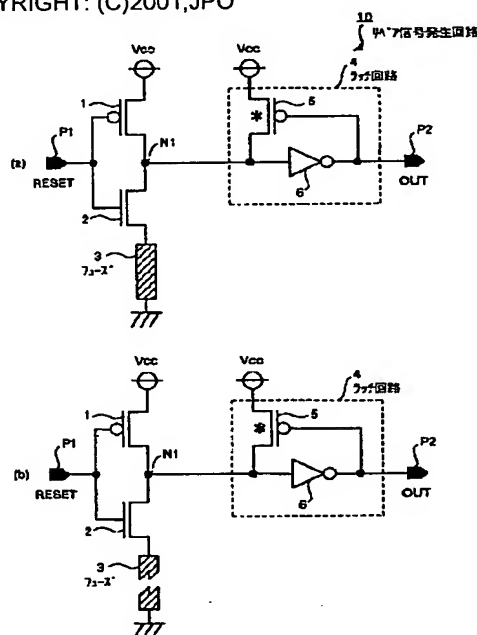 YRIGHT: (C)2001,JPO
10
リペア信号発生回路
Vcc
Vcc
4
ラッチ回路
1
5
*
P1
N1
P2
(a)
RESET
6
OUT
2
3
フューズ
Vcc
Vcc
4
ラッチ回路
1
5
*
P1
N1
P2
(b)
RESET
6
OUT
2
3
フューズ